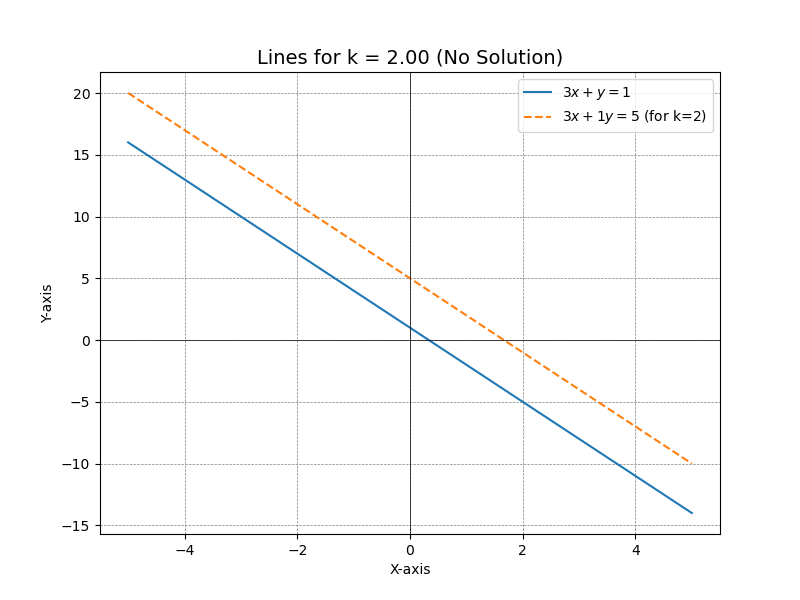 Lines for k = 2.00 (No Solution)
3x + y = 1
3x + 1y = 5 (for k=2)
20
15
10
5
0
−5
−10
−15
Y-axis
−4
−2
0
2
4
X-axis